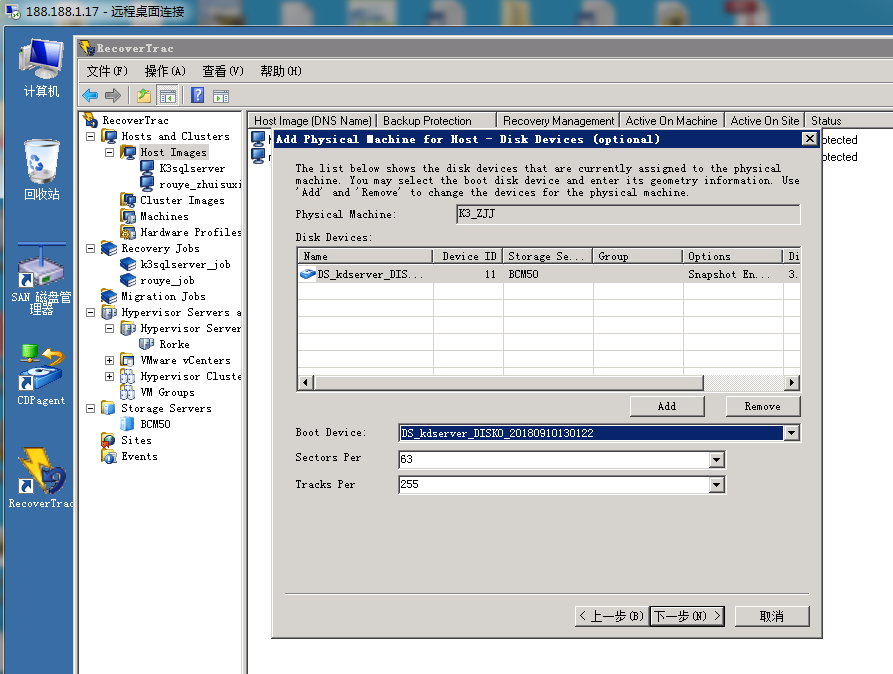 188.188.1.17 - 远程桌面连接
计算机
回收站
SAN 磁盘管
理器
CDPagent
RecoverTrac
RecoverTrac
文件(F) 操作(A) 查看(V) 帮助(H)
RecoverTrac
Hosts and Clusters
Host Images
K3sqlserver
rouye_zhuisuxi
Cluster Images
Machines
Hardware Profiles
Recovery Jobs
k3sqlserver_job
rouye_job
Migration Jobs
Hypervisor Servers a
Hypervisor Server
Rorke
VMware vCenters
Hypervisor Cluste
VM Groups
Storage Servers
BCM50
Sites
Events
Host Image (DNS Name) Backup Protection Recovery Management Active On Machine Active On Site Status
otected
otected
Add Physical Machine for Host - Disk Devices (optional)
The list below shows the disk devices that are currently assigned to the physical
machine. You may select the boot disk device and enter its geometry information. Use
'Add' and 'Remove' to change the devices for the physical machine.
Physical Machine: K3_ZJJ
Disk Devices:
Name Device ID Storage Se... Group Options Di
DS_kdserver_DIS... 11 BCM50 Snapshot En... 3.
Add Remove
Boot Device: DS_kdserver_DISK0_20180910130122
Sectors Per 63
Tracks Per 255
< 上一步(B) 下一步(N) > 取消